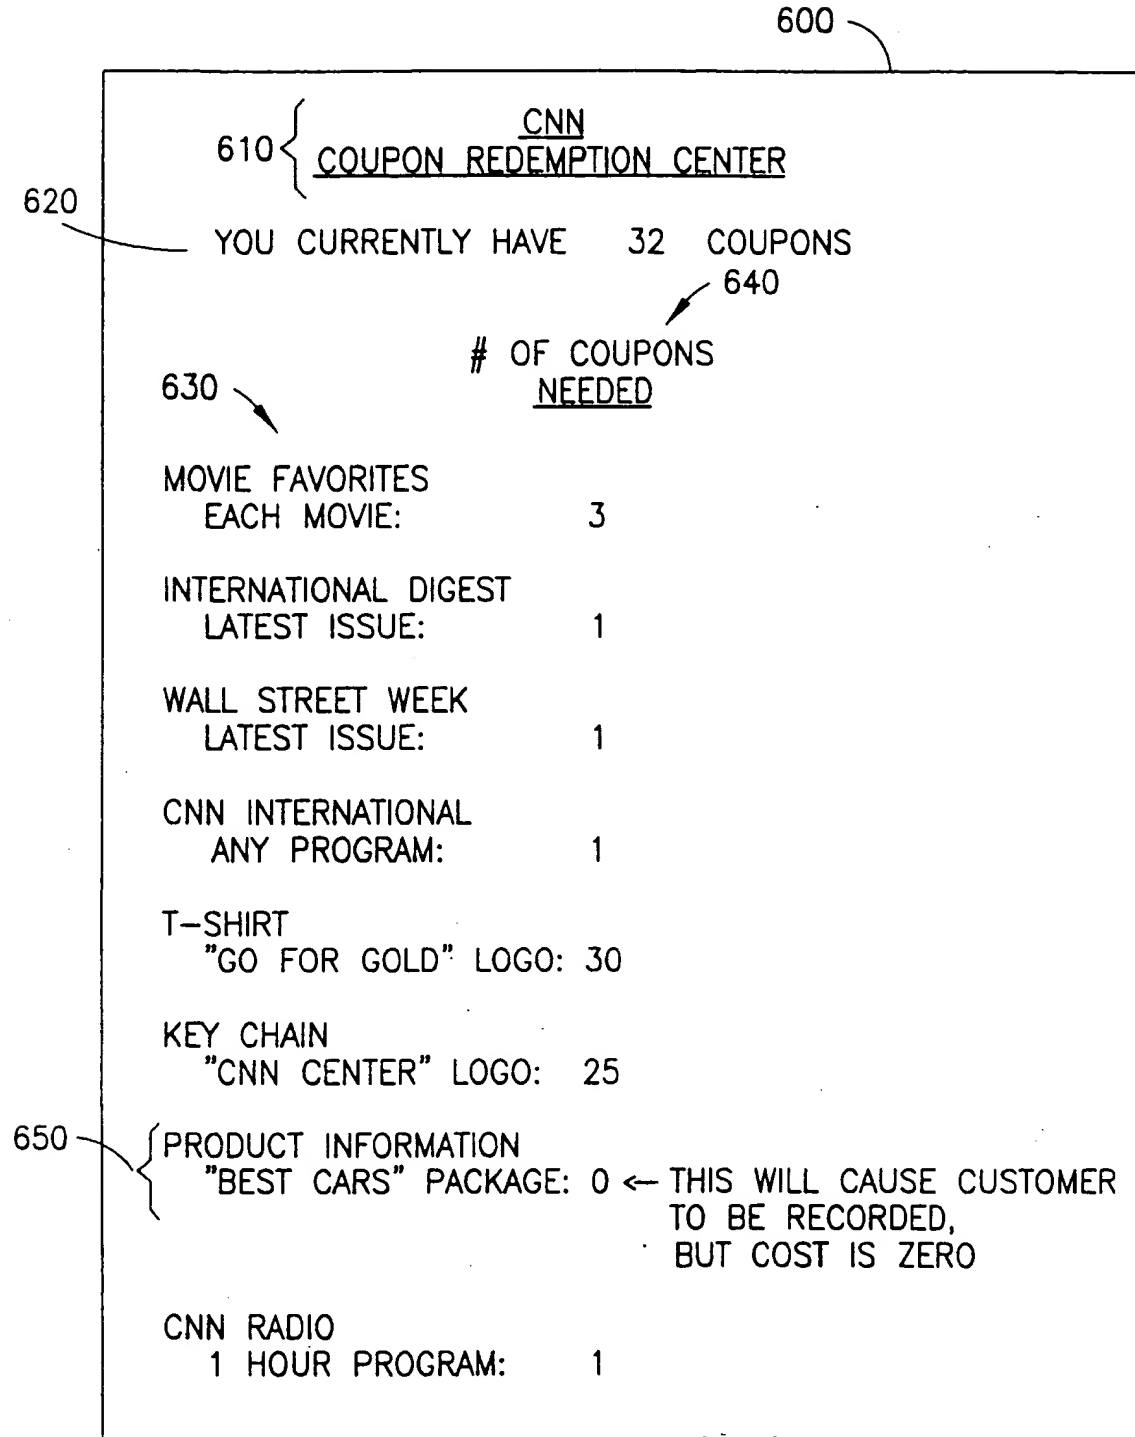 600
610
CNN
COUPON REDEMPTION CENTER
620
YOU CURRENTLY HAVE 32 COUPONS
640
# OF COUPONS
NEEDED
630
MOVIE FAVORITES
EACH MOVIE: 3
INTERNATIONAL DIGEST
LATEST ISSUE: 1
WALL STREET WEEK
LATEST ISSUE: 1
CNN INTERNATIONAL
ANY PROGRAM: 1
T-SHIRT
"GO FOR GOLD" LOGO: 30
KEY CHAIN
"CNN CENTER" LOGO: 25
650
PRODUCT INFORMATION
"BEST CARS" PACKAGE: 0 ← THIS WILL CAUSE CUSTOMER
TO BE RECORDED,
BUT COST IS ZERO
CNN RADIO
1 HOUR PROGRAM: 1